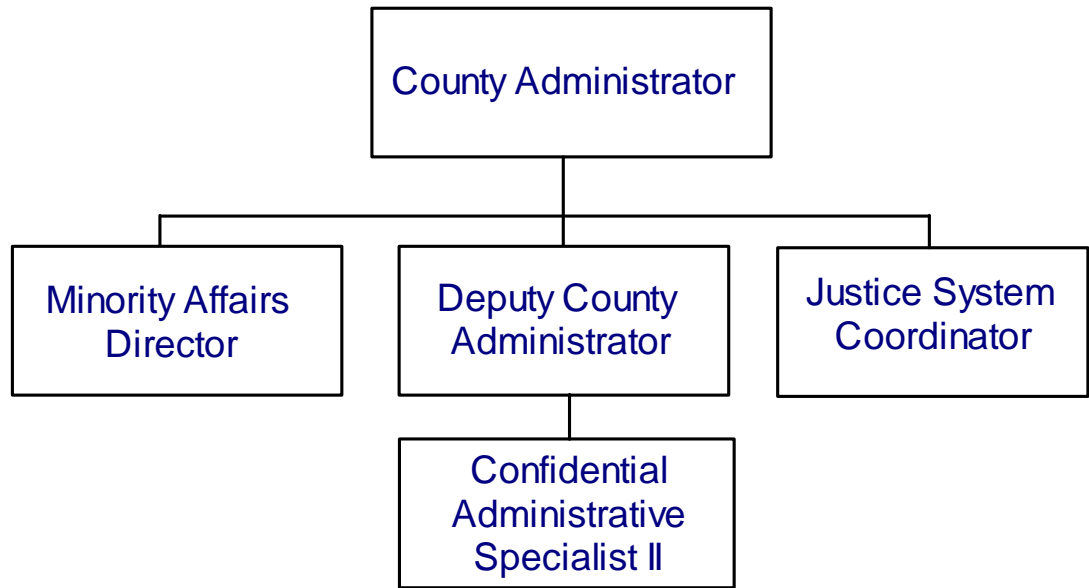 County Administrator
Minority Affairs
Director
Deputy County
Administrator
Justice System
Coordinator
Confidential
Administrative
Specialist II